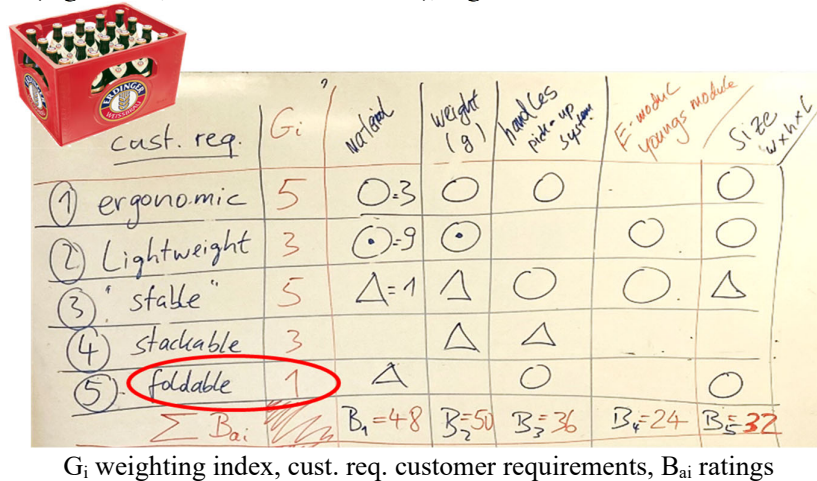 ERDINGER
WEISSBRÄU
cust. req. Gi ? Material weight (g) handles pick-up system E-modul youngs module Size w x h x L
① ergonomic 5 ○=3 ○ ○ ○
② Lightweight 3 ⊙=9 ⊙ ○ ○
③ "stable" 5 △=1 △ ○ ○ △
④ stackable 3 △ △
⑤ foldable 1 △ ○ ○
Σ Bai B1=48 B2=50 B3=36 B4=24 B5=32
Gi weighting index, cust. req. customer requirements, Bai ratings